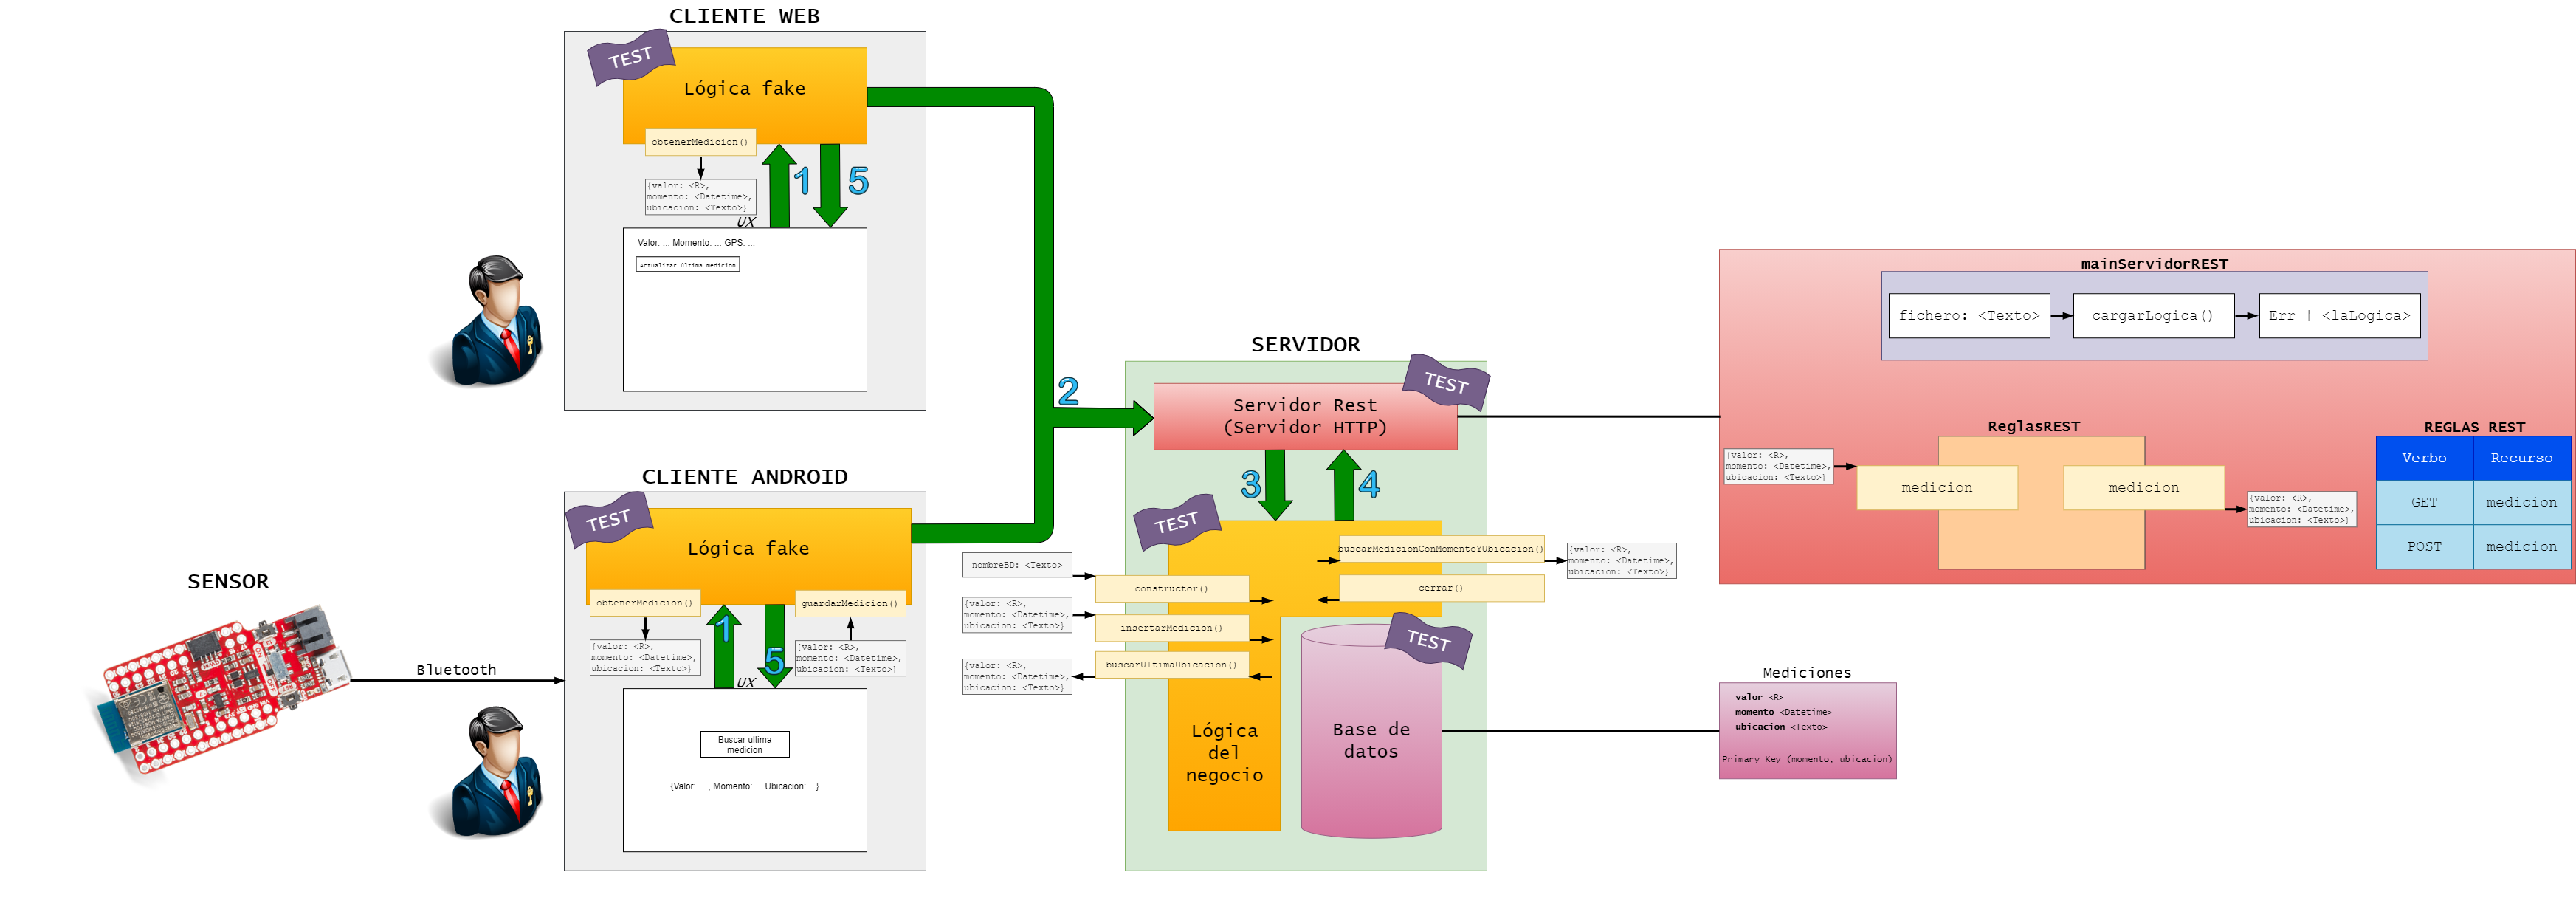 CLIENTE WEB
TEST
Lógica fake
obtenerMedicion()
{valor: <R>,
momento: <Datetime>,
ubicacion: <Texto>}
1
5
UX
Valor: ... Momento: ... GPS: ...
Actualizar última medicion
2
CLIENTE ANDROID
TEST
Lógica fake
obtenerMedicion()
guardarMedicion()
{valor: <R>,
momento: <Datetime>,
ubicacion: <Texto>}
1
5
{valor: <R>,
momento: <Datetime>,
ubicacion: <Texto>}
UX
Buscar ultima
medicion
{Valor: ... , Momento: ... Ubicacion: ...}
SENSOR
Bluetooth
SERVIDOR
TEST
Servidor Rest
(Servidor HTTP)
3
4
TEST
nombreBD: <Texto>
constructor()
{valor: <R>,
momento: <Datetime>,
ubicacion: <Texto>}
insertarMedicion()
{valor: <R>,
momento: <Datetime>,
ubicacion: <Texto>}
buscarUltimaUbicacion()
buscarMedicionConMomentoYUbicacion()
{valor: <R>,
momento: <Datetime>,
ubicacion: <Texto>}
cerrar()
Lógica
del
negocio
TEST
Base de
datos
mainServidorREST
fichero: <Texto>
cargarLogica()
Err | <laLogica>
ReglasREST
{valor: <R>,
momento: <Datetime>,
ubicacion: <Texto>}
medicion
medicion
{valor: <R>,
momento: <Datetime>,
ubicacion: <Texto>}
REGLAS REST
Verbo Recurso
GET medicion
POST medicion
Mediciones
valor <R>
momento <Datetime>
ubicacion <Texto>
Primary Key (momento, ubicacion)